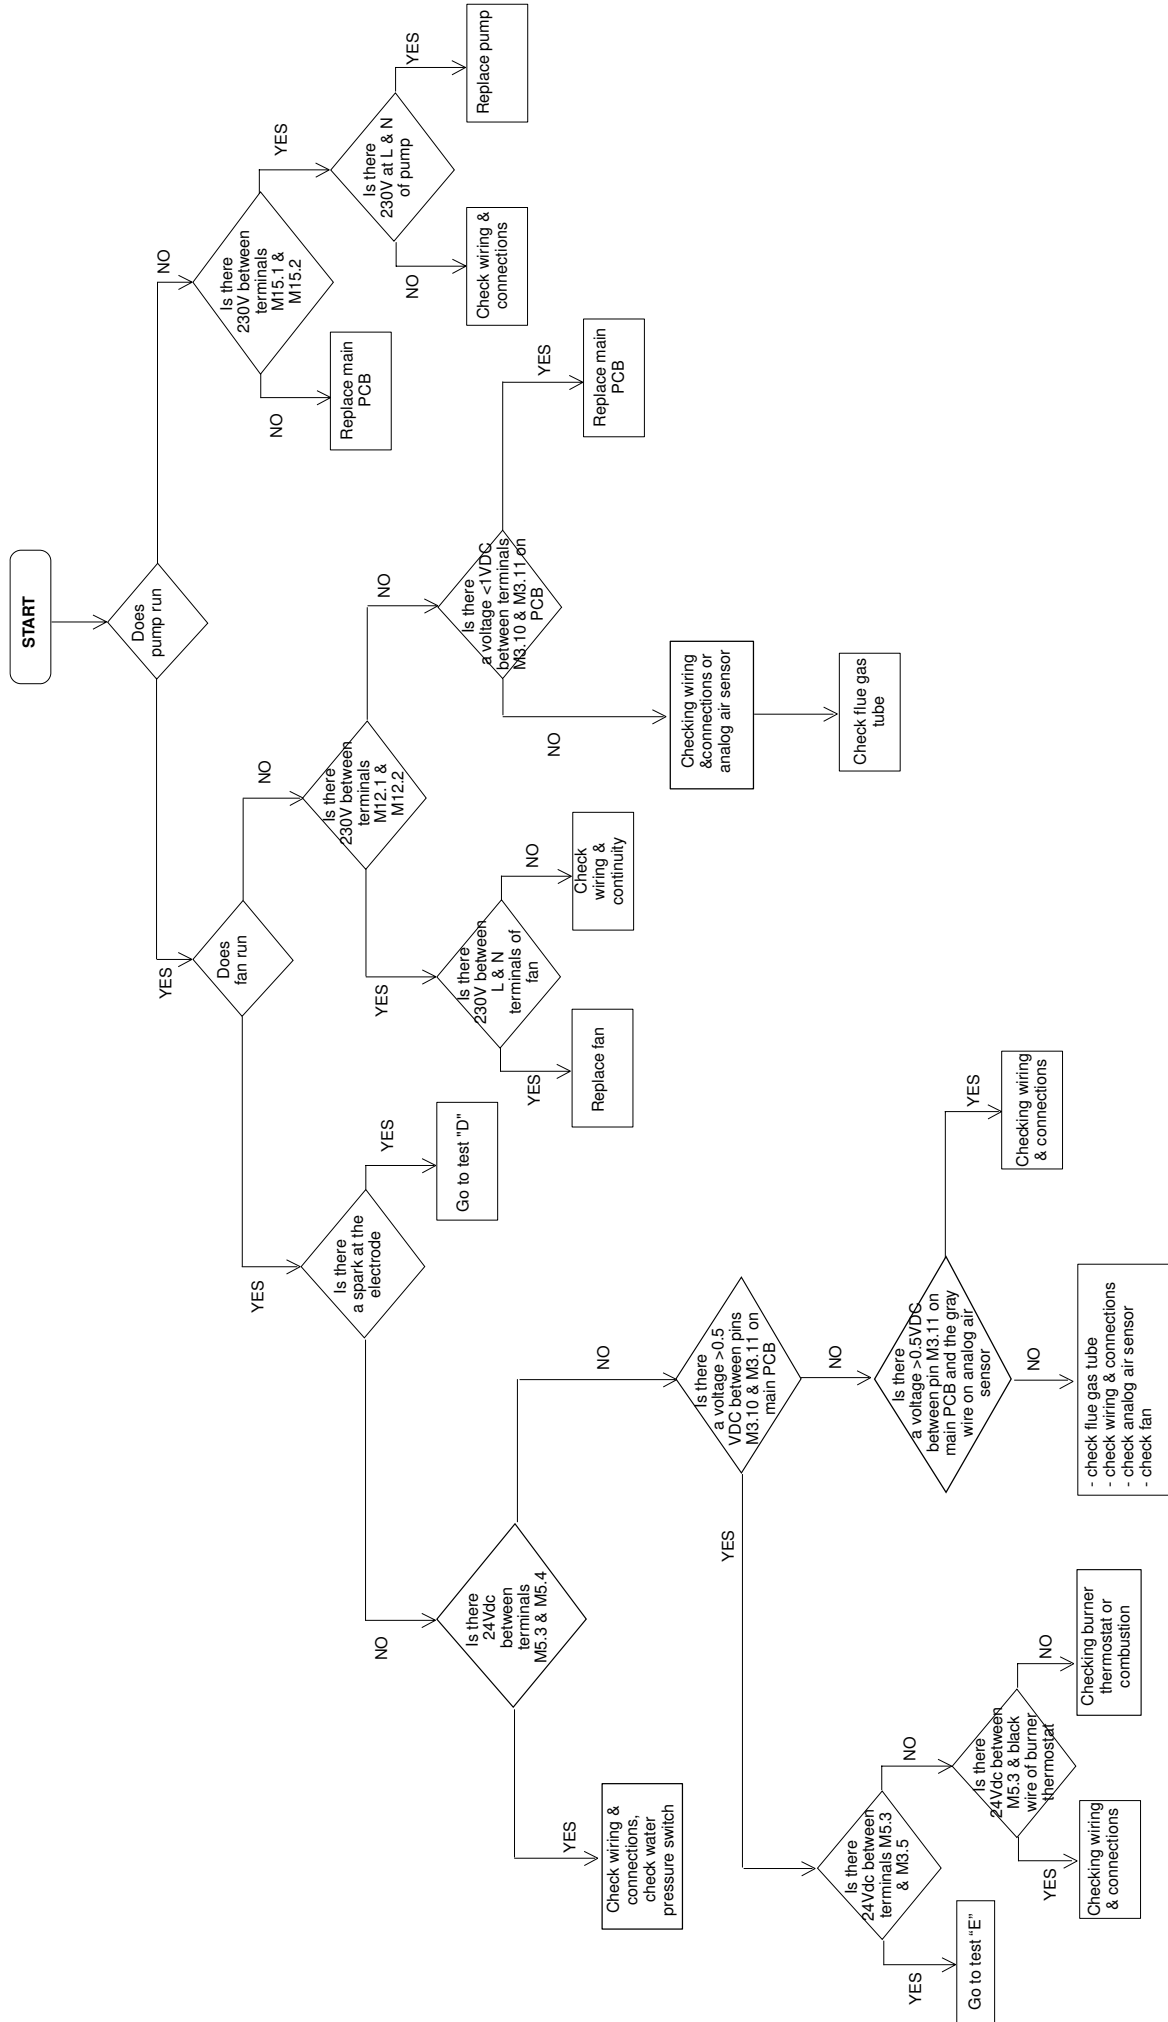 START
Does
pump run
YES
NO
Does
fan run
Is there
230V between
terminals
M15.1 &
M15.2
YES
NO
NO
YES
Is there
a spark at the
electrode
Is there
230V between
terminals
M12.1 &
M12.2
Replace main
PCB
Is there
230V at L & N
of pump
NO
YES
YES
NO
NO
YES
Is there
24Vdc
between
terminals
M5.3 & M5.4
Go to test "D"
Is there
230V between
L & N
terminals of
fan
Is there
a voltage <1VDC
between terminals
M3.10 & M3.11 on
PCB
Check wiring &
connections
Replace pump
YES
NO
YES
NO
NO
YES
Check wiring &
connections,
check water
pressure switch
Replace fan
Check
wiring &
continuity
Checking wiring
&connections or
analog air sensor
Replace main
PCB
Check flue gas
tube
Is there
a voltage >0.5
VDC between pins
M3.10 & M3.11 on
main PCB
YES
NO
Is there
24Vdc between
terminals M5.3
& M3.5
Is there
a voltage >0.5VDC
between pin M3.11 on
main PCB and the gray
wire on analog air
sensor
YES
NO
NO
YES
Go to test “E”
Is there
24Vdc between
M5.3 & black
wire of burner
thermostat
Checking wiring
& connections
YES
NO
Checking wiring
& connections
Checking burner
thermostat or
combustion
- check flue gas tube
- check wiring & connections
- check analog air sensor
- check fan